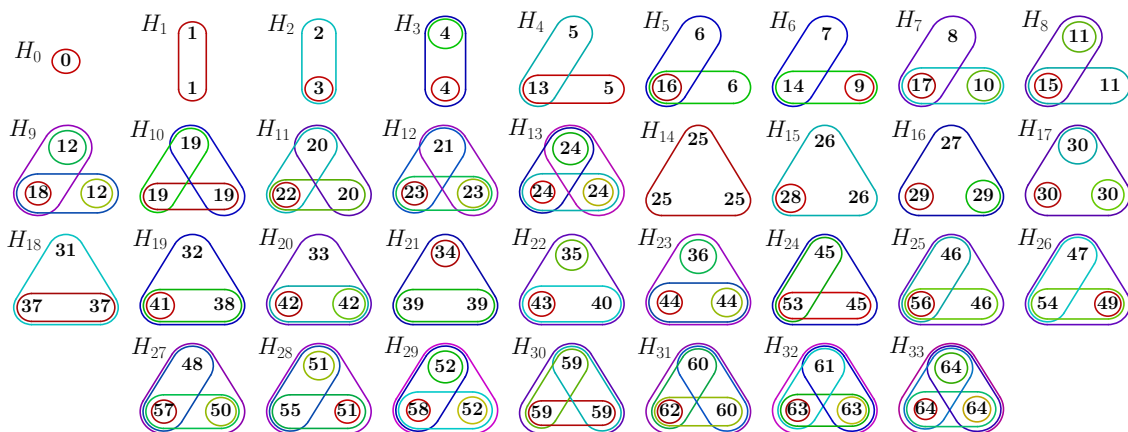 H₀ 0 H₁ 1 1 H₂ 2 3 H₃ 4 4 H₄ 5 13 5 H₅ 6 16 6 H₆ 7 14 9 H₇ 8 17 10 H₈ 11 15 11
H₉ 12 18 12 H₁₀ 19 19 19 H₁₁ 20 22 20 H₁₂ 21 23 23 H₁₃ 24 24 24 H₁₄ 25 25 25 H₁₅ 26 28 26 H₁₆ 27 29 29 H₁₇ 30 30 30
H₁₈ 31 37 37 H₁₉ 32 41 38 H₂₀ 33 42 42 H₂₁ 34 39 39 H₂₂ 35 43 40 H₂₃ 36 44 44 H₂₄ 45 53 45 H₂₅ 46 56 46 H₂₆ 47 54 49
H₂₇ 48 57 50 H₂₈ 51 55 51 H₂₉ 52 58 52 H₃₀ 59 59 59 H₃₁ 60 62 60 H₃₂ 61 63 63 H₃₃ 64 64 64